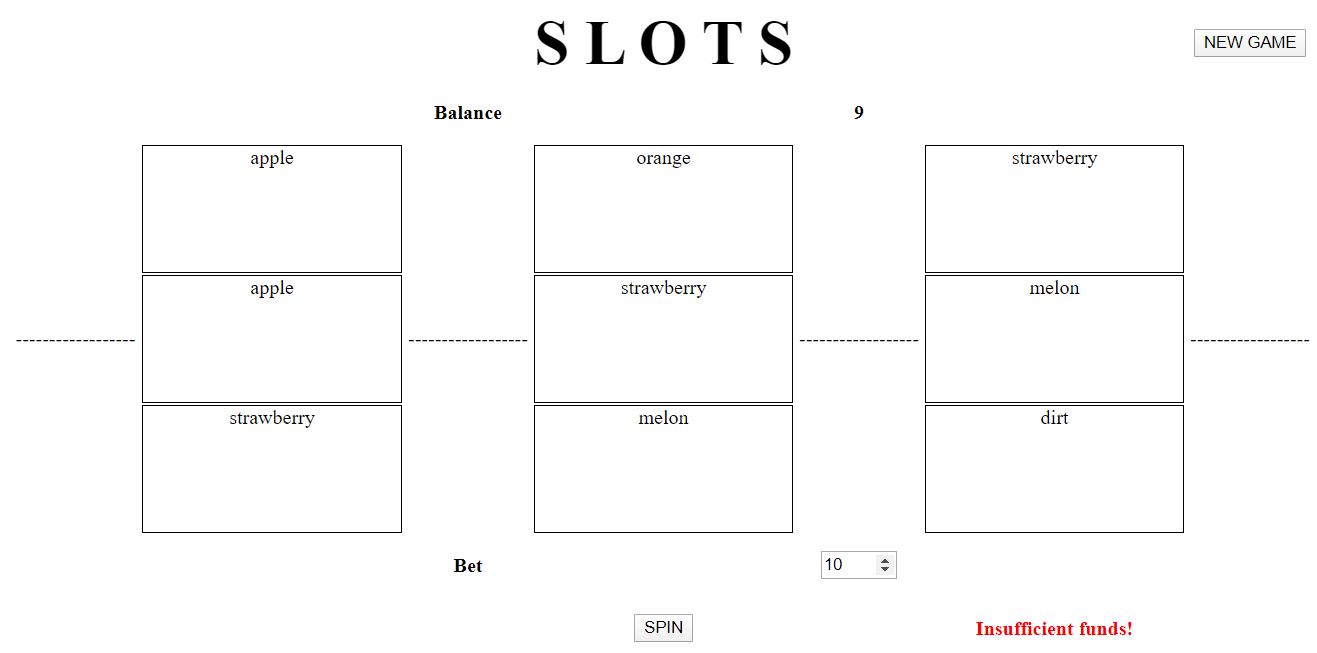 S L O T S
NEW GAME
Balance 9
apple orange strawberry
apple strawberry melon
------------------ ------------------ ------------------ ------------------
strawberry melon dirt
Bet 10
SPIN Insufficient funds!